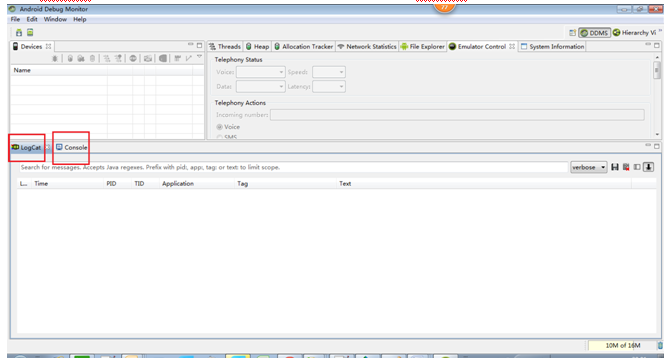 Android Debug Monitor
File Edit Window Help
DDMS Hierarchy Vi
Devices
Threads Heap Allocation Tracker Network Statistics File Explorer Emulator Control System Information
Name
Telephony Status
Voice: Speed:
Data: Latency:
Telephony Actions
Incoming number:
Voice
SMS
LogCat Console
Search for messages. Accepts Java regexes. Prefix with pid:, app:, tag: or text: to limit scope.
verbose
L... Time PID TID Application Tag Text
10M of 16M